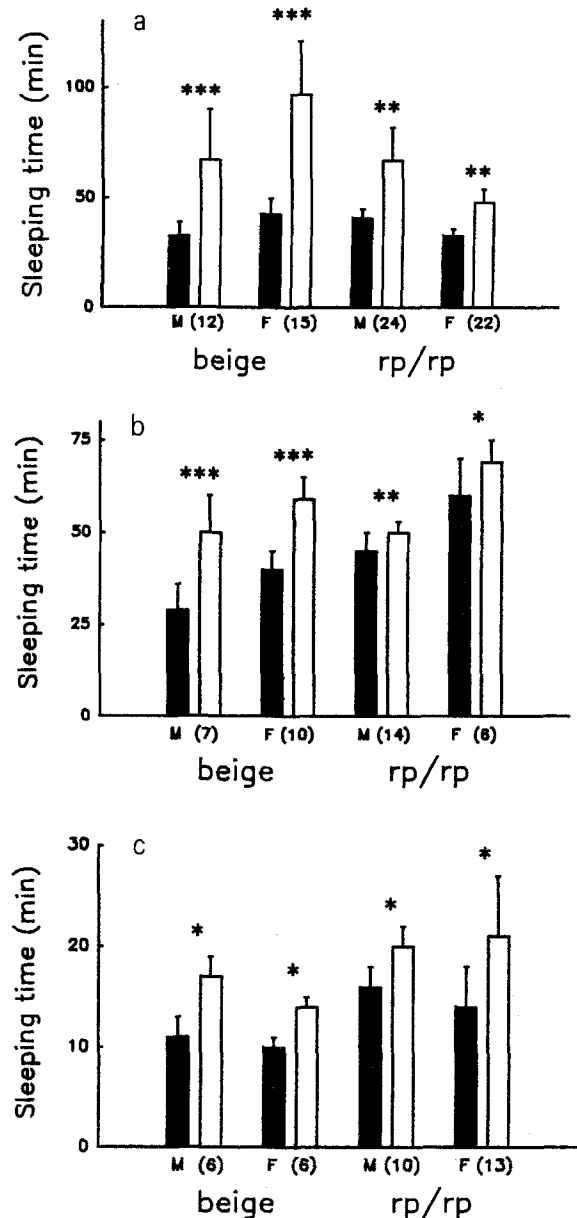 a
Sleeping time (min)
100
50
0
***
***
**
**
M (12) F (15) M (24) F (22)
beige rp/rp
b
Sleeping time (min)
75
50
25
0
***
***
**
*
M (7) F (10) M (14) F (6)
beige rp/rp
c
Sleeping time (min)
30
20
10
0
*
*
*
*
M (6) F (6) M (10) F (13)
beige rp/rp